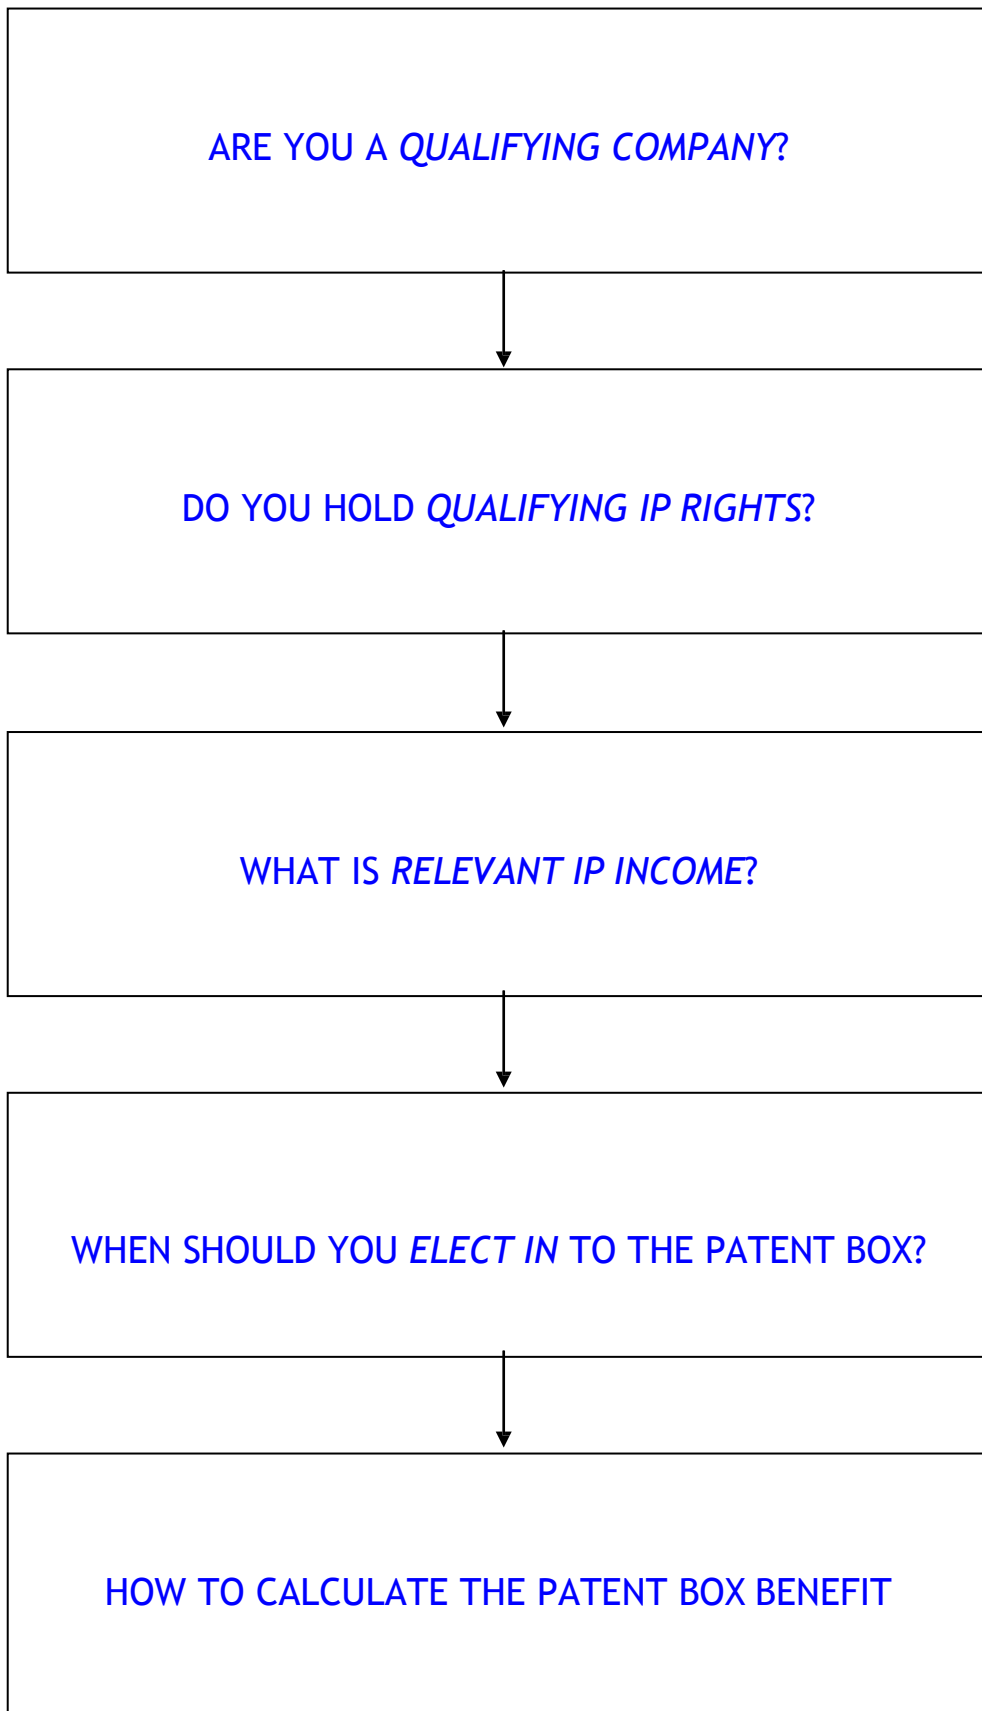 ARE YOU A QUALIFYING COMPANY?
DO YOU HOLD QUALIFYING IP RIGHTS?
WHAT IS RELEVANT IP INCOME?
WHEN SHOULD YOU ELECT IN TO THE PATENT BOX?
HOW TO CALCULATE THE PATENT BOX BENEFIT